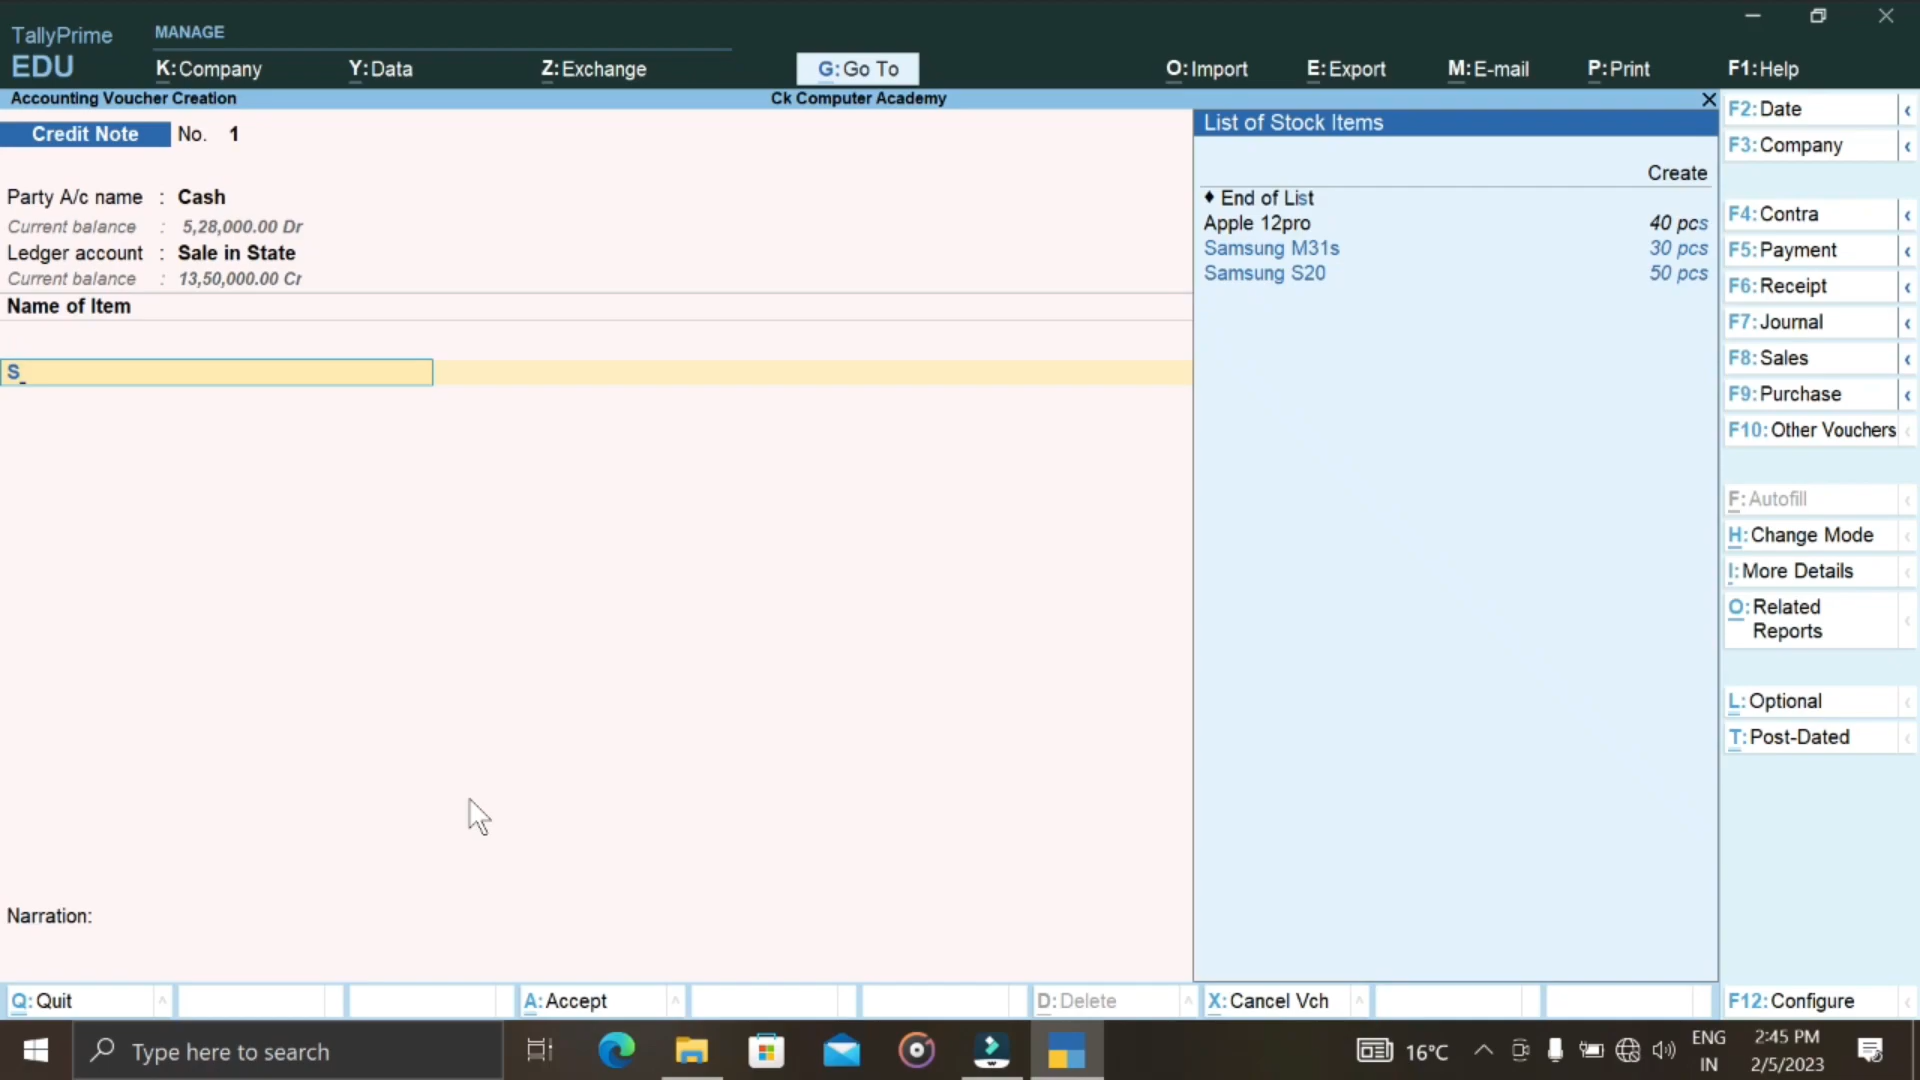 TallyPrime
EDU
MANAGE
K:Company
Y:Data
Z:Exchange
G:Go To
O:Import
E:Export
M:E-mail
P:Print
F1:Help
Accounting Voucher Creation
Ck Computer Academy
Credit Note No. 1
Party A/c name : Cash
Current balance : 5,28,000.00 Dr
Ledger account : Sale in State
Current balance : 13,50,000.00 Cr
Name of Item
S
Narration:
List of Stock Items
Create
♦ End of List
Apple 12pro 40 pcs
Samsung M31s 30 pcs
Samsung S20 50 pcs
F2:Date
F3:Company
F4:Contra
F5:Payment
F6:Receipt
F7:Journal
F8:Sales
F9:Purchase
F10:Other Vouchers
F:Autofill
H:Change Mode
I:More Details
O:Related
Reports
L:Optional
T:Post-Dated
Q:Quit
A:Accept
D:Delete
X:Cancel Vch
F12:Configure
Type here to search
16°C
ENG
IN
2:45 PM
2/5/2023